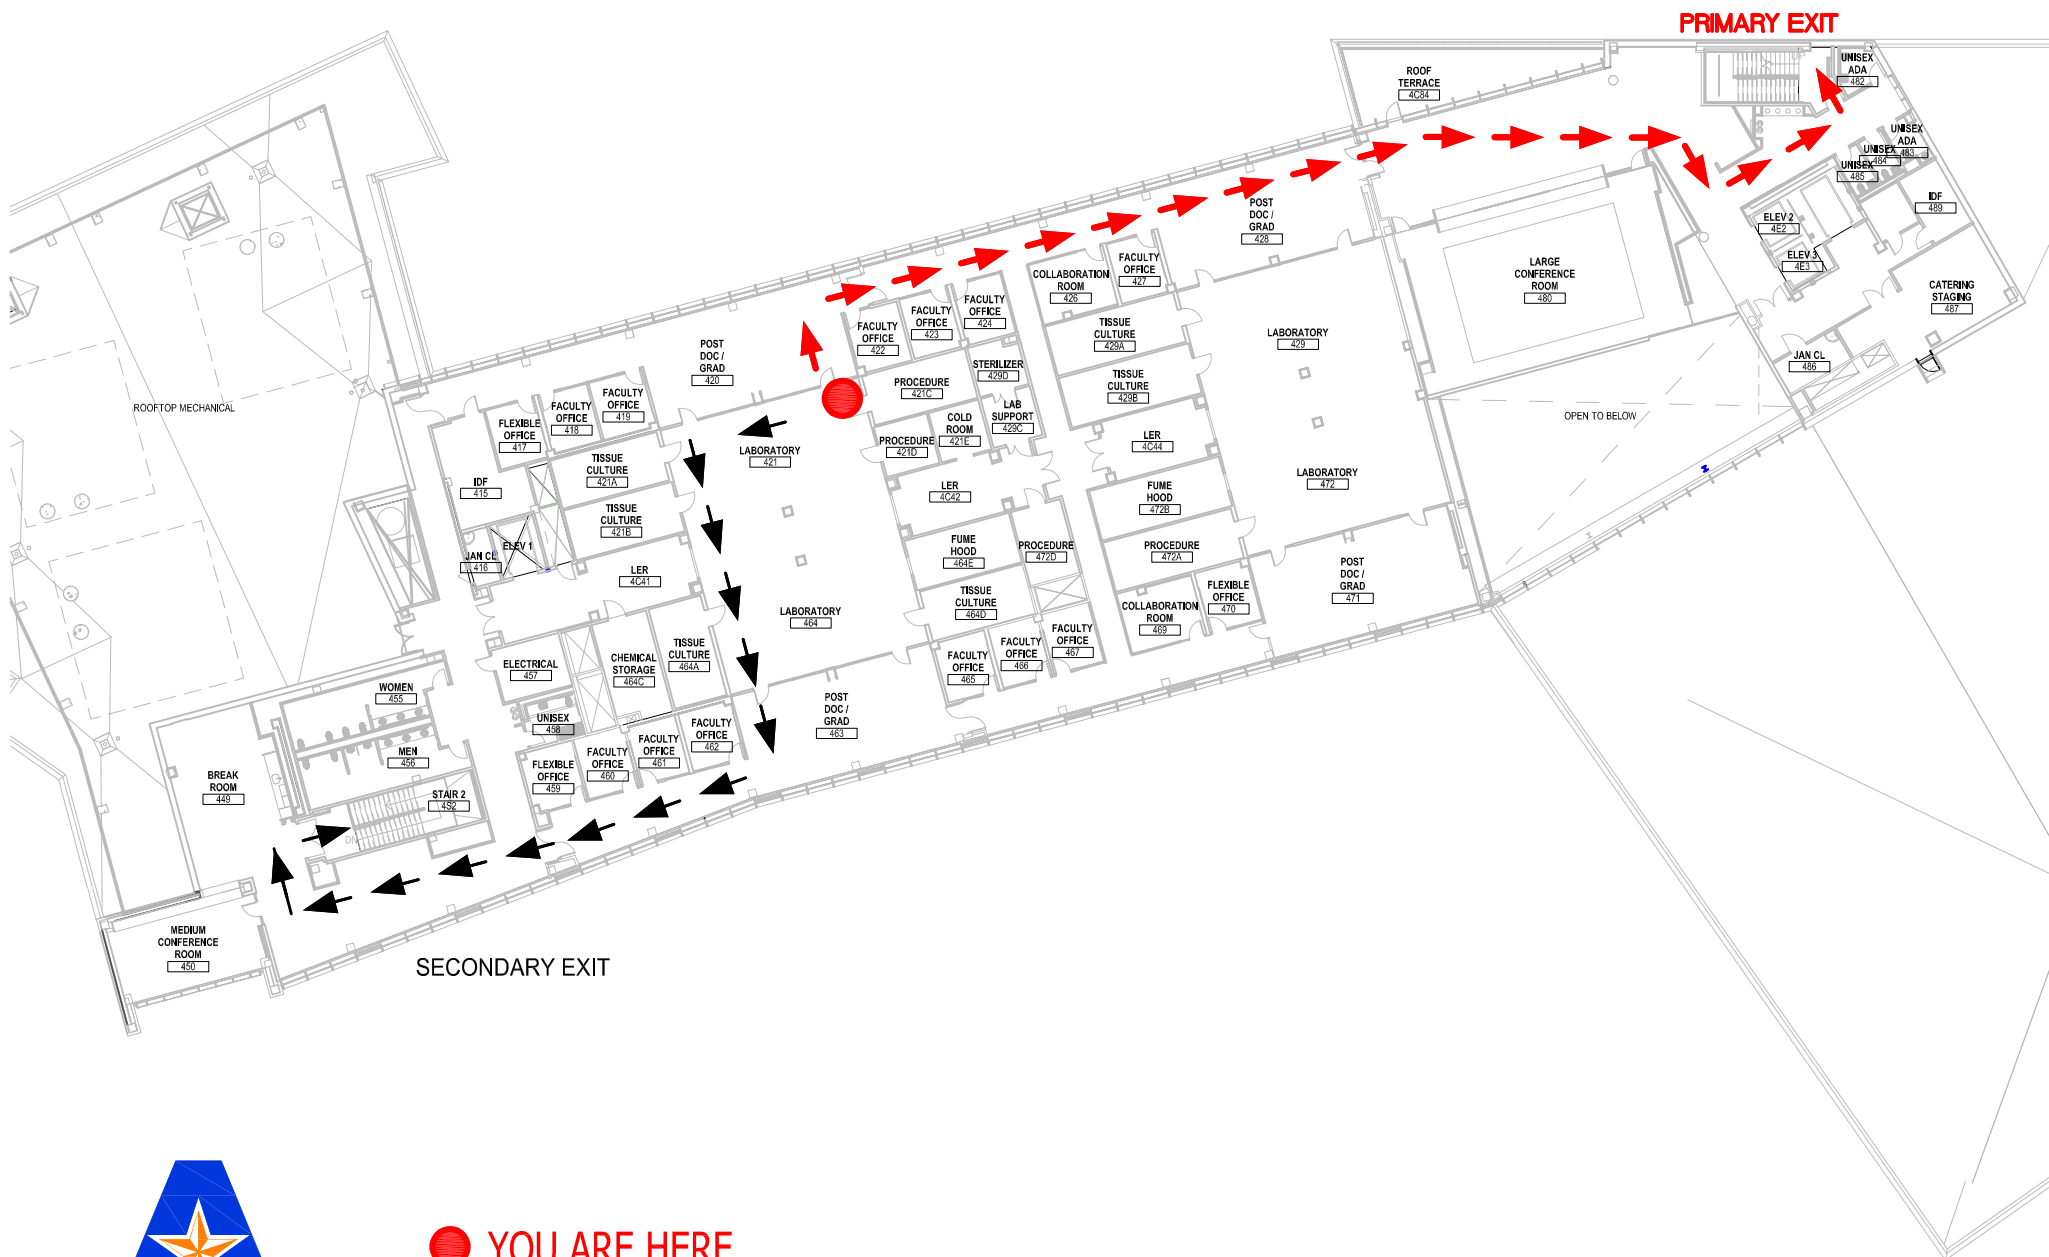 PRIMARY EXIT
UNISEX
ADA
482
ROOF
TERRACE
4C84
UNISEX
ADA
483
UNISEX
484
UNISEX
485
IDF
489
POST
DOC /
GRAD
428
ELEV 2
4E2
ELEV 3
4E3
FACULTY
OFFICE
427
COLLABORATION
ROOM
426
LARGE
CONFERENCE
ROOM
480
CATERING
STAGING
487
FACULTY
OFFICE
424
FACULTY
OFFICE
423
FACULTY
OFFICE
422
TISSUE
CULTURE
429A
LABORATORY
429
POST
DOC /
GRAD
420
STERILIZER
429D
JAN CL
486
TISSUE
CULTURE
429B
PROCEDURE
421C
ROOFTOP MECHANICAL
FACULTY
OFFICE
419
FACULTY
OFFICE
418
FLEXIBLE
OFFICE
417
LAB
SUPPORT
429C
COLD
ROOM
421E
OPEN TO BELOW
PROCEDURE
421D
LER
4C44
LABORATORY
421
TISSUE
CULTURE
421A
LABORATORY
472
IDF
415
LER
4C42
FUME
HOOD
472B
TISSUE
CULTURE
421B
ELEV 1
JAN CL
416
FUME
HOOD
464E
PROCEDURE
472D
PROCEDURE
472A
LER
4C41
POST
DOC /
GRAD
471
FLEXIBLE
OFFICE
470
TISSUE
CULTURE
464D
LABORATORY
464
COLLABORATION
ROOM
469
FACULTY
OFFICE
467
FACULTY
OFFICE
466
FACULTY
OFFICE
465
TISSUE
CULTURE
464A
CHEMICAL
STORAGE
464C
ELECTRICAL
457
WOMEN
455
POST
DOC /
GRAD
463
UNISEX
458
FACULTY
OFFICE
462
FACULTY
OFFICE
461
FACULTY
OFFICE
460
FLEXIBLE
OFFICE
459
MEN
456
BREAK
ROOM
449
STAIR 2
4S2
DN
MEDIUM
CONFERENCE
ROOM
450
SECONDARY EXIT
YOU ARE HERE